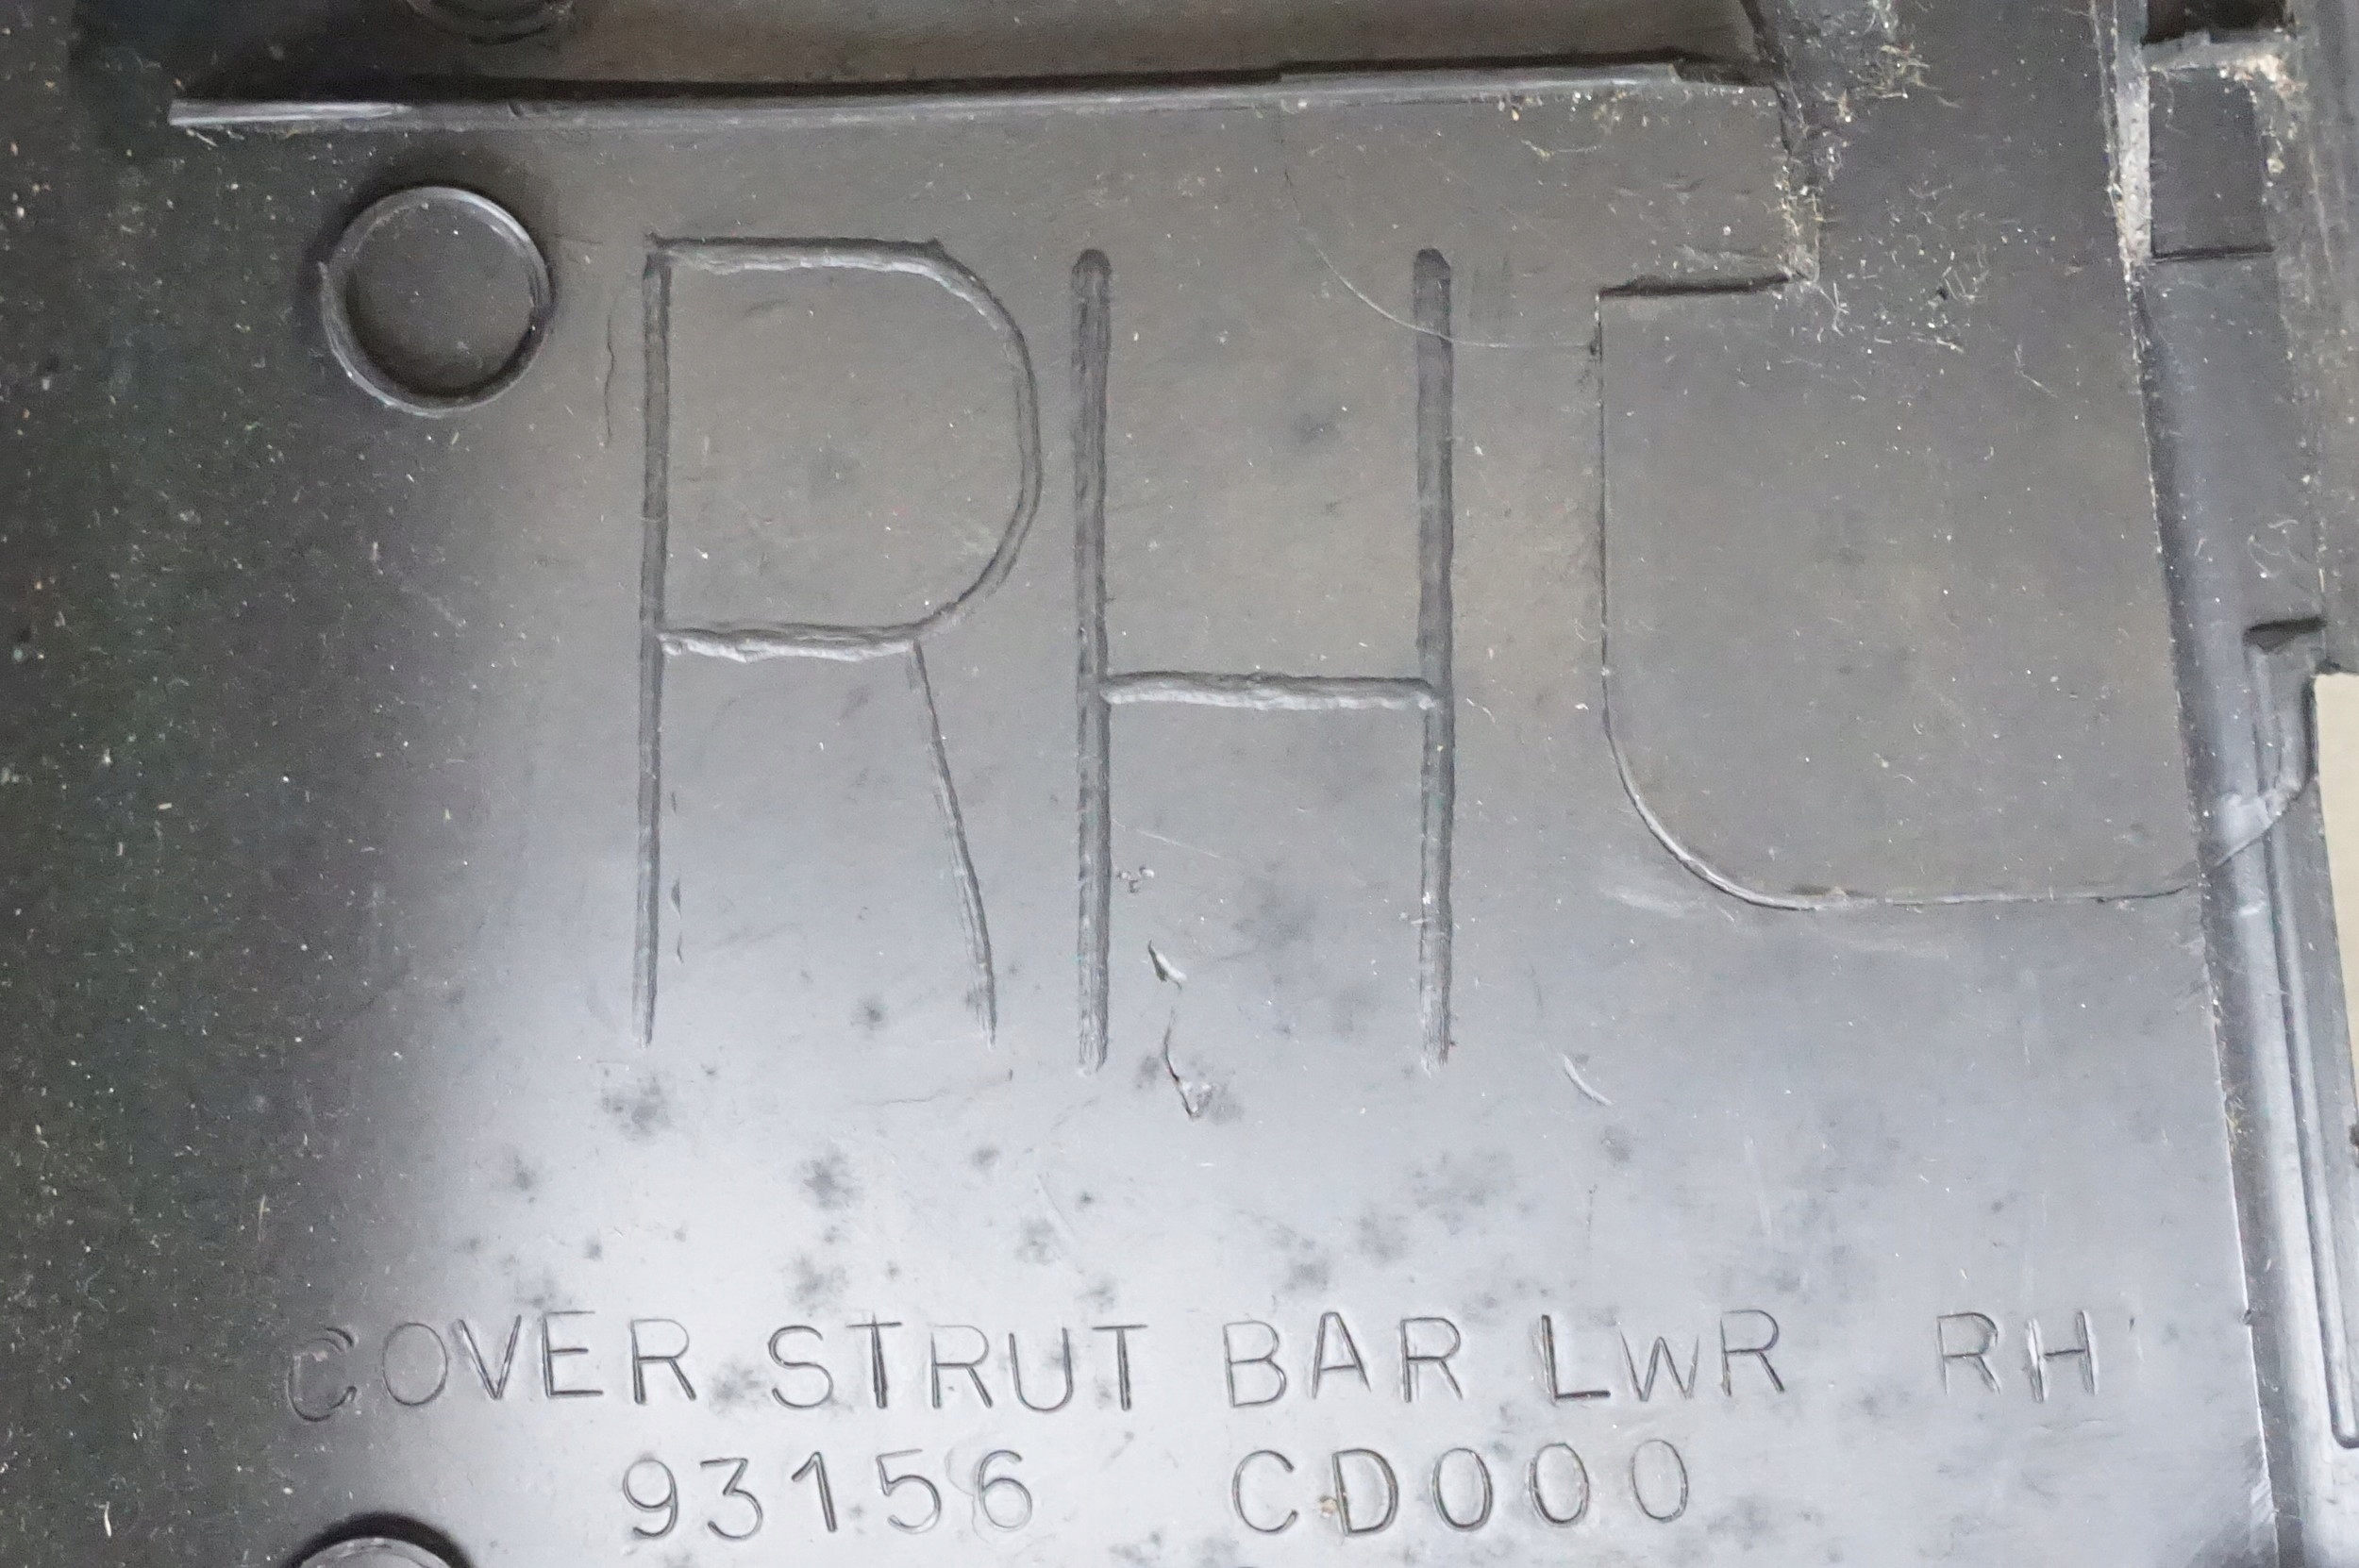 RH
COVER STRUT BAR LWR RH
93156 CD000